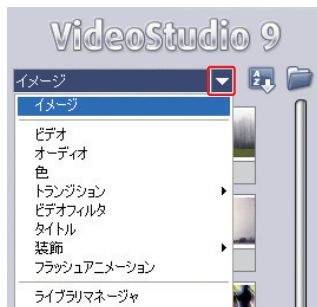 VideoStudio 9
イメージ
イメージ
ビデオ
オーディオ
色
トランジション
ビデオフィルタ
タイトル
装飾
フラッシュアニメーション
ライブラリマネージャ